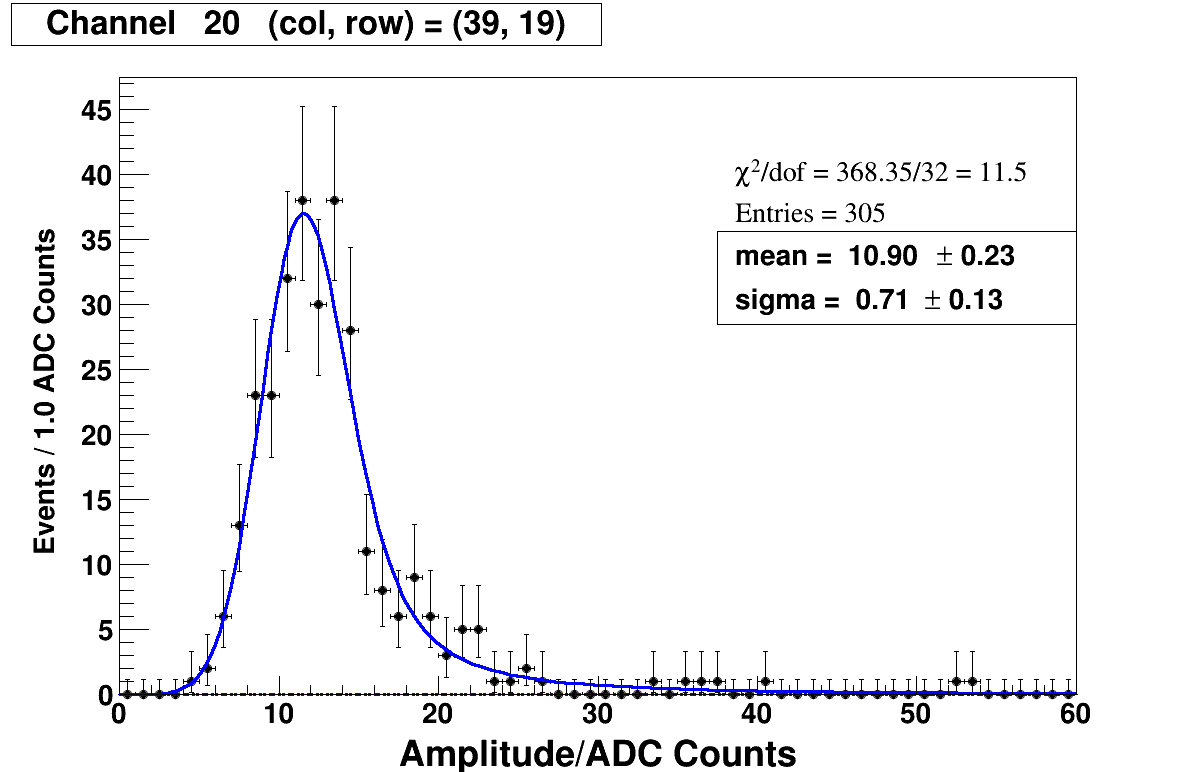 Channel 20 (col, row) = (39, 19)
χ²/dof = 368.35/32 = 11.5
Entries = 305
mean = 10.90 ± 0.23
sigma = 0.71 ± 0.13
Events / 1.0 ADC Counts
45
40
35
30
25
20
15
10
5
0
0 10 20 30 40 50 60
Amplitude/ADC Counts